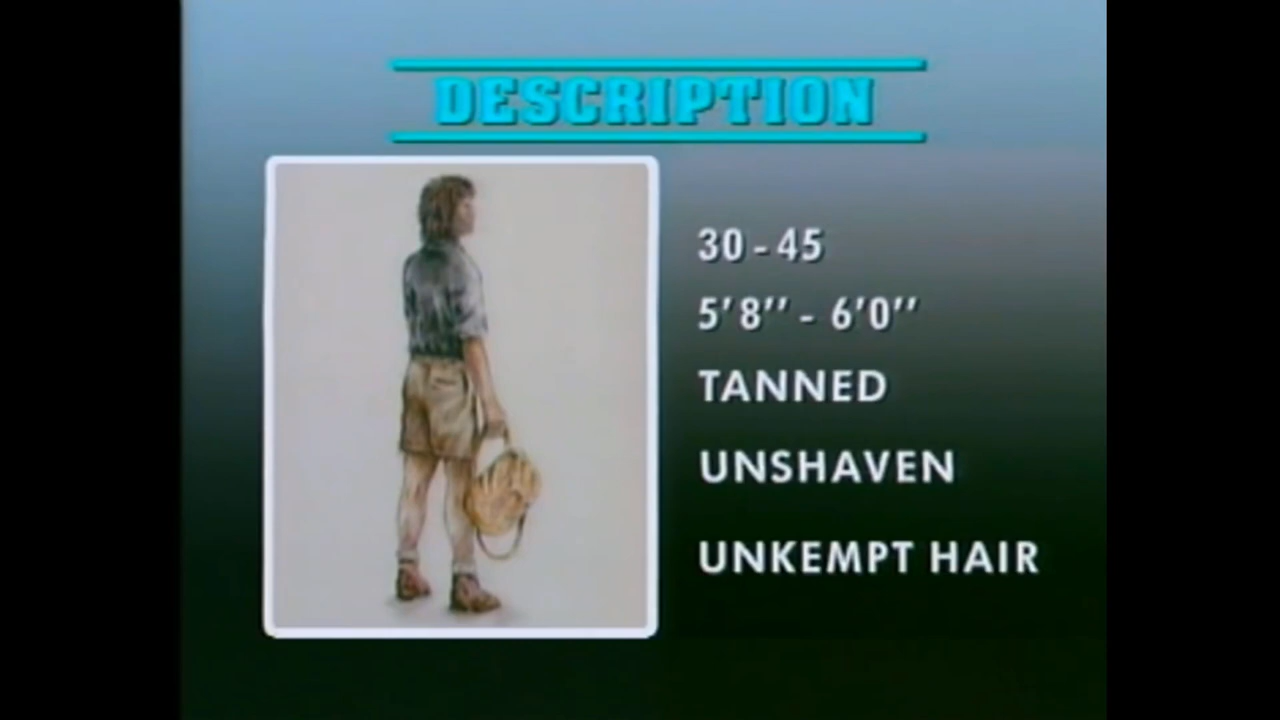 DESCRIPTION
30 - 45
5'8'' - 6'0''
TANNED
UNSHAVEN
UNKEMPT HAIR